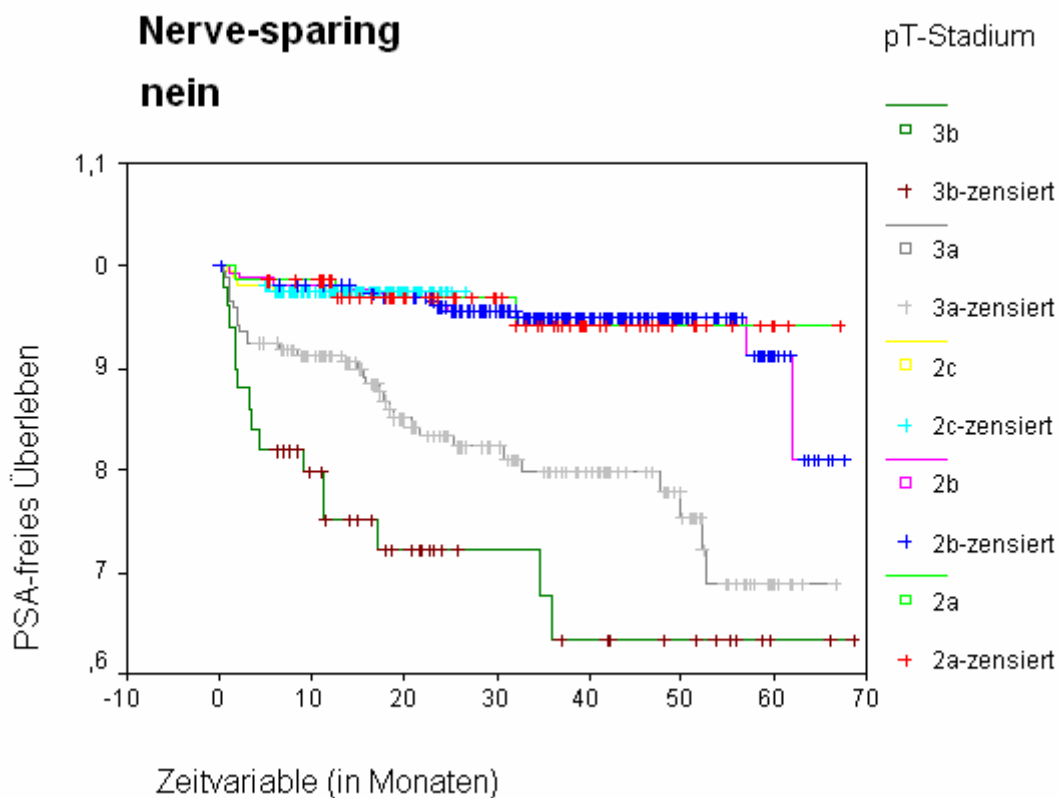 Nerve-sparing
nein
pT-Stadium
3b
3b-zensiert
3a
3a-zensiert
2c
2c-zensiert
2b
2b-zensiert
2a
2a-zensiert
PSA-freies Überleben
1,1
0
9
8
7
,6
-10 0 10 20 30 40 50 60 70
Zeitvariable (in Monaten)